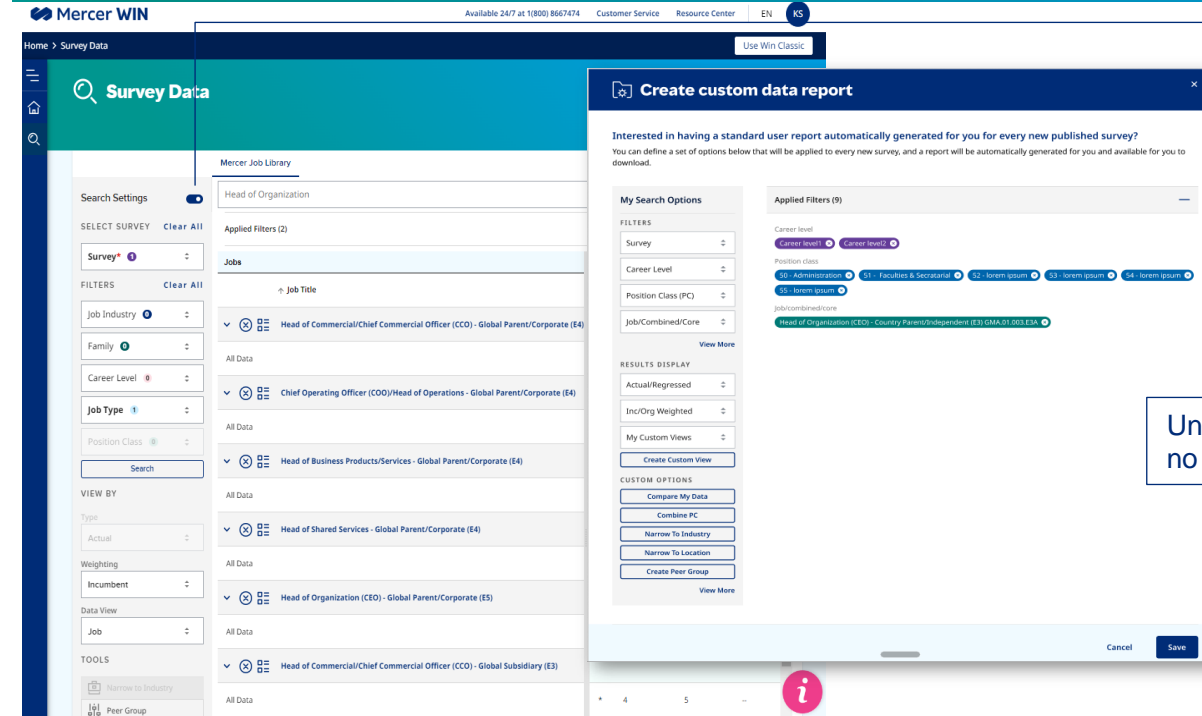 Mercer WIN
Available 24/7 at 1(800) 8667474 Customer Service Resource Center EN KS
Home > Survey Data
Use Win Classic
Survey Data
Mercer Job Library
Search Settings
Head of Organization
SELECT SURVEY Clear All
Applied Filters (2)
Survey* 1
Jobs
FILTERS Clear All
Job Title
Job Industry 0
Head of Commercial/Chief Commercial Officer (CCO) - Global Parent/Corporate (E4)
Family 0
All Data
Career Level 0
Chief Operating Officer (COO)/Head of Operations - Global Parent/Corporate (E4)
Job Type 1
All Data
Position Class 0
Head of Business Products/Services - Global Parent/Corporate (E4)
Search
VIEW BY
All Data
Type
Actual
Head of Shared Services - Global Parent/Corporate (E4)
Weighting
All Data
Incumbent
Head of Organization (CEO) - Global Parent/Corporate (E5)
Data View
Job
All Data
TOOLS
Head of Commercial/Chief Commercial Officer (CCO) - Global Subsidiary (E3)
Narrow to Industry
All Data
* 4 5 --
Peer Group
Create custom data report
Interested in having a standard user report automatically generated for you for every new published survey?
You can define a set of options below that will be applied to every new survey, and a report will be automatically generated for you and available for you to
download.
My Search Options
Applied Filters (9)
FILTERS
Survey
Career Level
Position Class (PC)
Job/Combined/Core
View More
RESULTS DISPLAY
Actual/Regressed
Inc/Org Weighted
My Custom Views
Create Custom View
CUSTOM OPTIONS
Compare My Data
Combine PC
Narrow To Industry
Narrow To Location
Create Peer Group
View More
Career level
Career level1 Career level2
Position class
50 - Administration 51 - Faculties & Secretarial 52 - lorem ipsum 53 - lorem ipsum 54 - lorem ipsum
55 - lorem ipsum
Job/combined/core
Head of Organization (CEO) - Country Parent/Independent (E3) GMA.01.003.E3A
Cancel Save
Un
no
i